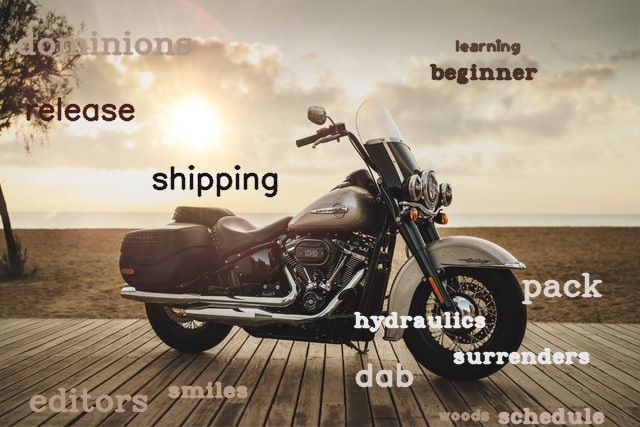 dominions
learning
beginner
release
shipping
pack
hydraulics
surrenders
dab
smiles
editors
woods
schedule